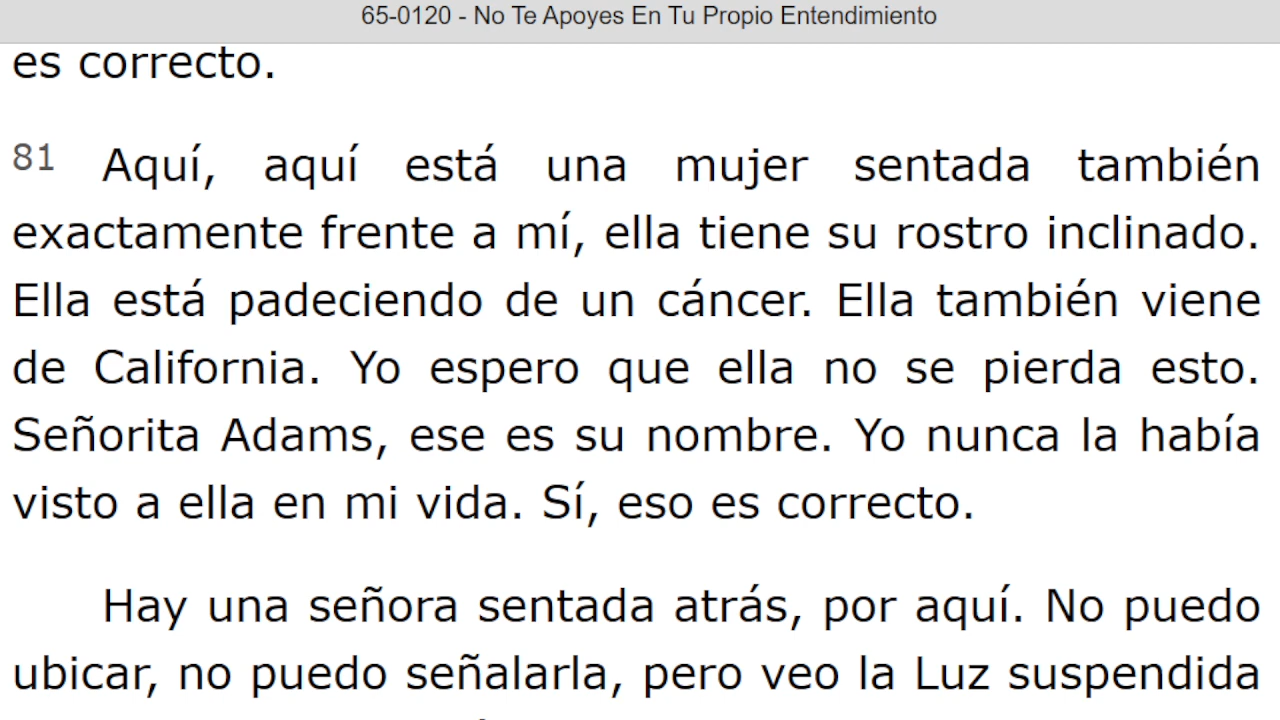 65-0120 - No Te Apoyes En Tu Propio Entendimiento
es correcto.
81 Aquí, aquí está una mujer sentada también
exactamente frente a mí, ella tiene su rostro inclinado.
Ella está padeciendo de un cáncer. Ella también viene
de California. Yo espero que ella no se pierda esto.
Señorita Adams, ese es su nombre. Yo nunca la había
visto a ella en mi vida. Sí, eso es correcto.
Hay una señora sentada atrás, por aquí. No puedo
ubicar, no puedo señalarla, pero veo la Luz suspendida